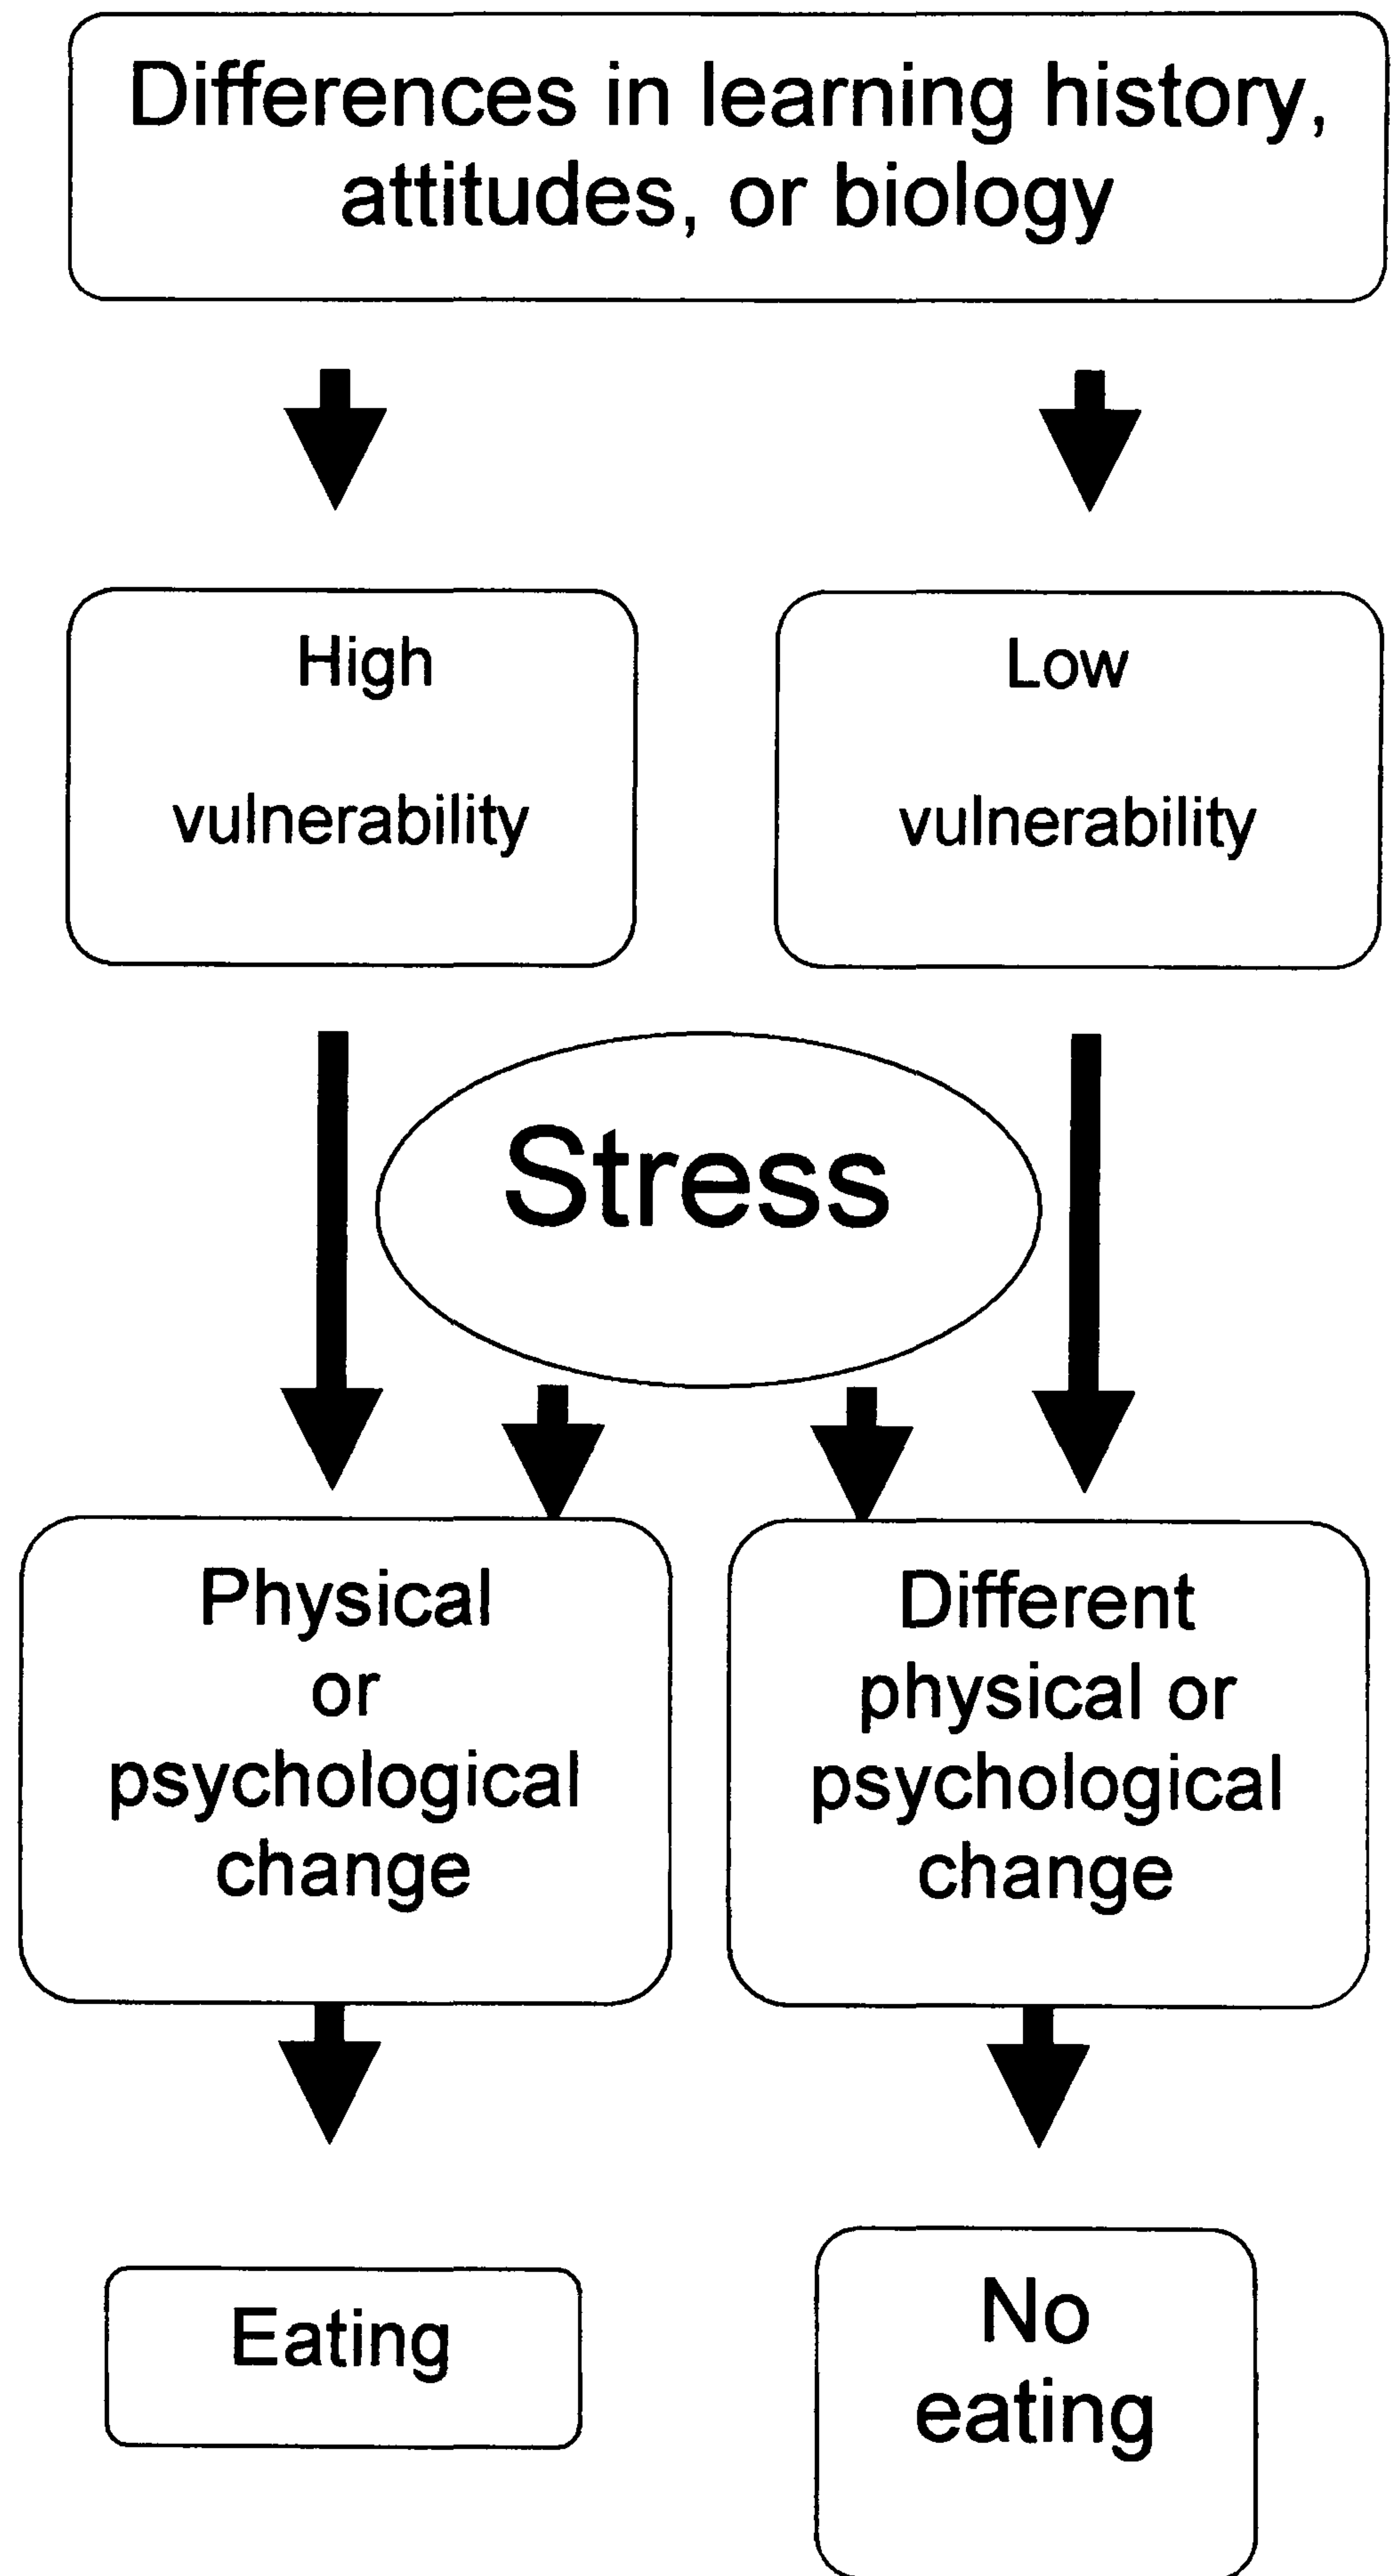 Differences in learning history,
attitudes, or biology
High
vulnerability
Low
vulnerability
Stress
Physical
or
psychological
change
Different
physical or
psychological
change
Eating
No
eating